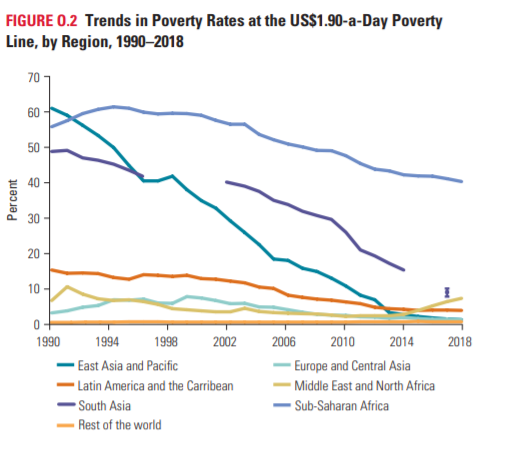 FIGURE O.2 Trends in Poverty Rates at the US$1.90-a-Day Poverty
Line, by Region, 1990–2018
70
60
50
40
30
20
10
0
Percent
1990 1994 1998 2002 2006 2010 2014 2018
East Asia and Pacific
Europe and Central Asia
Latin America and the Carribean
Middle East and North Africa
South Asia
Sub-Saharan Africa
Rest of the world